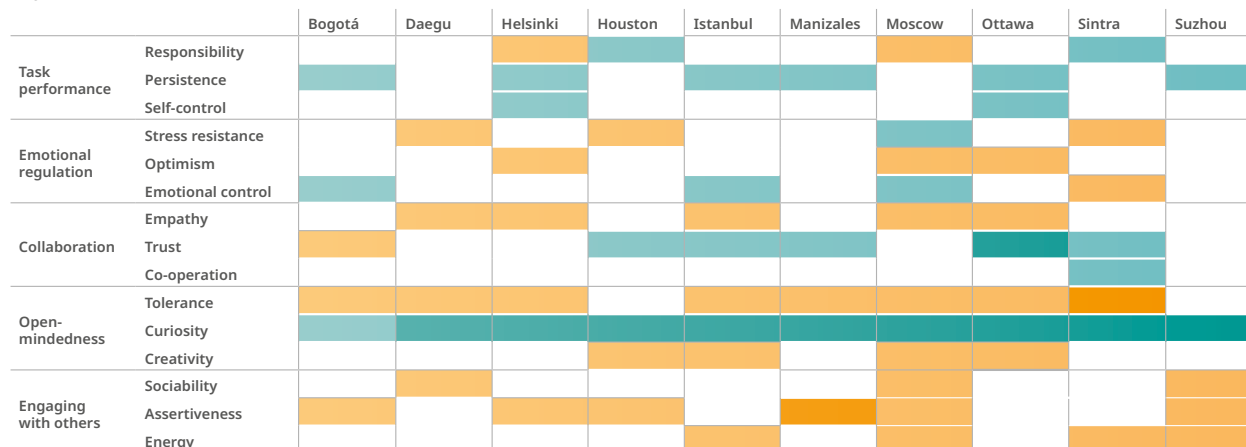 Bogotá Daegu Helsinki Houston Istanbul Manizales Moscow Ottawa Sintra Suzhou
Task
performance
Responsibility
Persistence
Self-control
Emotional
regulation
Stress resistance
Optimism
Emotional control
Collaboration
Empathy
Trust
Co-operation
Open-
mindedness
Tolerance
Curiosity
Creativity
Engaging
with others
Sociability
Assertiveness
Energy